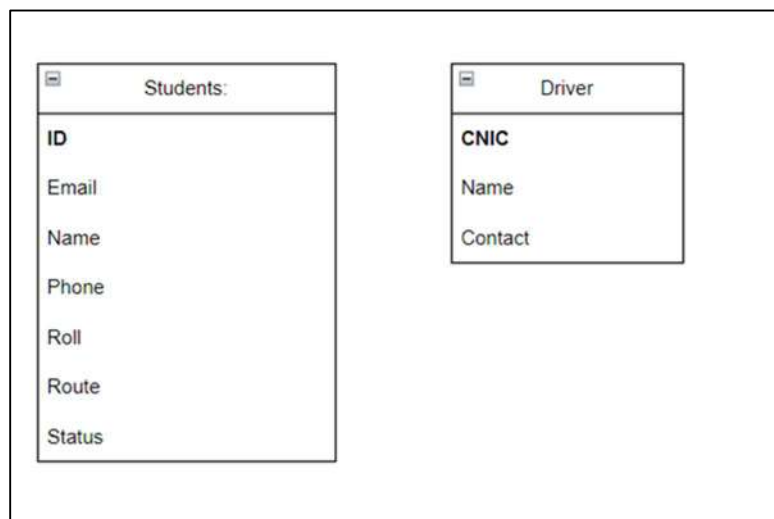 Students:
ID
Email
Name
Phone
Roll
Route
Status
Driver
CNIC
Name
Contact